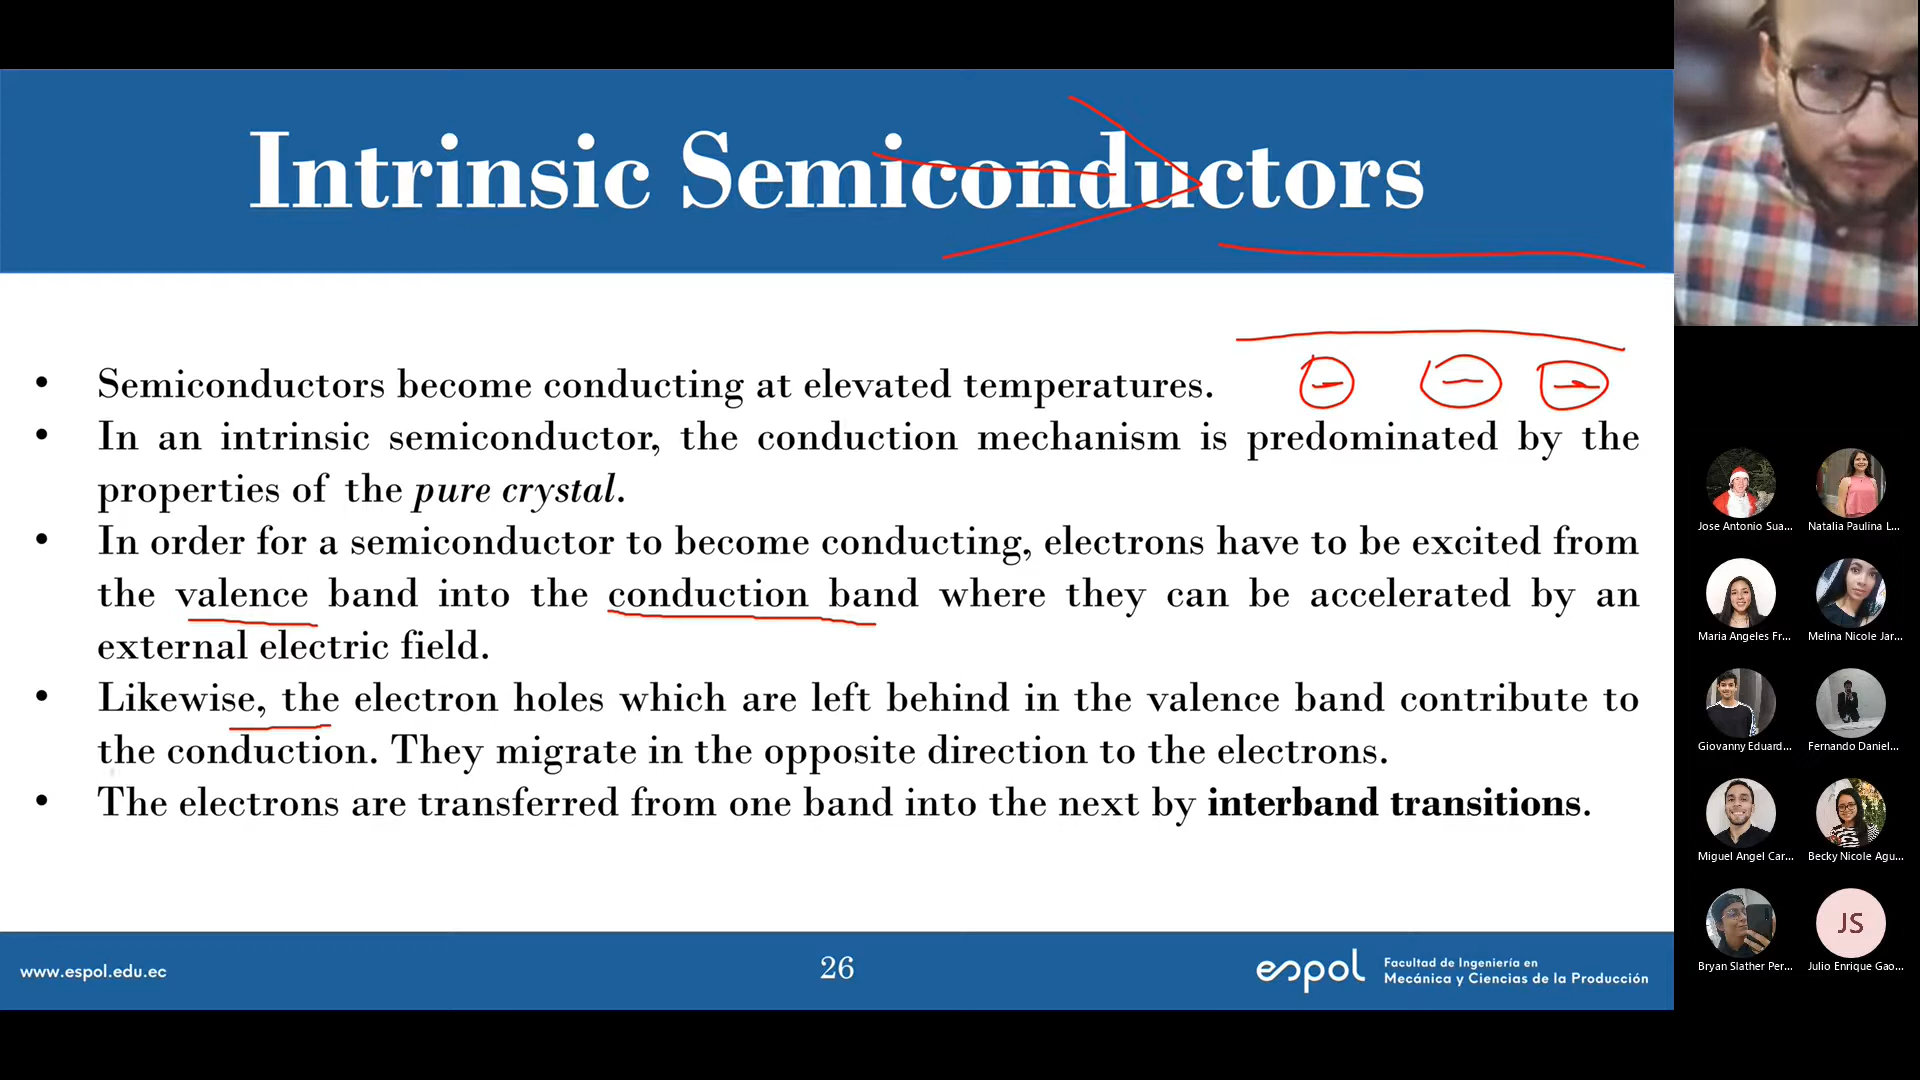 Intrinsic Semiconductors
• Semiconductors become conducting at elevated temperatures.
• In an intrinsic semiconductor, the conduction mechanism is predominated by the
properties of the pure crystal.
• In order for a semiconductor to become conducting, electrons have to be excited from
the valence band into the conduction band where they can be accelerated by an
external electric field.
• Likewise, the electron holes which are left behind in the valence band contribute to
the conduction. They migrate in the opposite direction to the electrons.
• The electrons are transferred from one band into the next by interband transitions.
www.espol.edu.ec
26
espol
Facultad de Ingeniería en
Mecánica y Ciencias de la Producción
Jose Antonio Sua...
Natalia Paulina L...
Maria Angeles Fr...
Melina Nicole Jar...
Giovanny Eduard...
Fernando Daniel...
Miguel Angel Car...
Becky Nicole Agu...
Bryan Slather Per...
JS
Julio Enrique Gao...